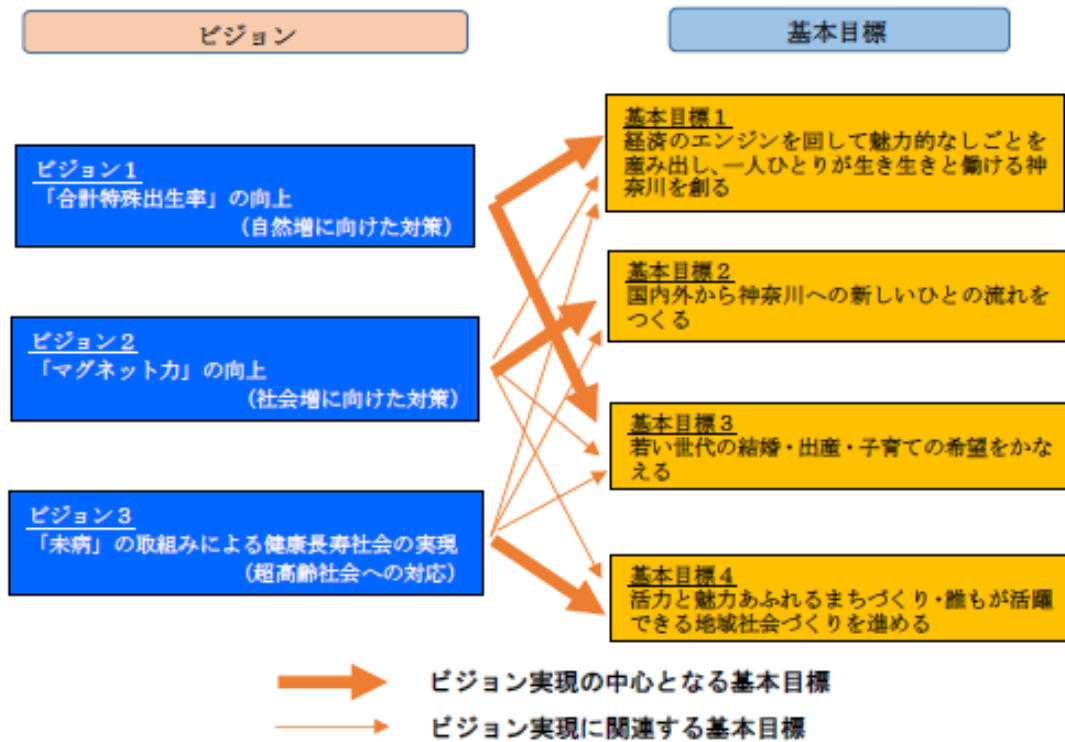 ビジョン
基本目標
ビジョン１
「合計特殊出生率」の向上
（自然増に向けた対策）
ビジョン２
「マグネット力」の向上
（社会増に向けた対策）
ビジョン３
「未病」の取組みによる健康長寿社会の実現
（超高齢社会への対応）
基本目標１
経済のエンジンを回して魅力的なしごとを
産み出し、一人ひとりが生き生きと働ける神
奈川を創る
基本目標２
国内外から神奈川への新しいひとの流れを
つくる
基本目標３
若い世代の結婚・出産・子育ての希望をかな
える
基本目標４
活力と魅力あふれるまちづくり・誰もが活躍
できる地域社会づくりを進める
ビジョン実現の中心となる基本目標
ビジョン実現に関連する基本目標